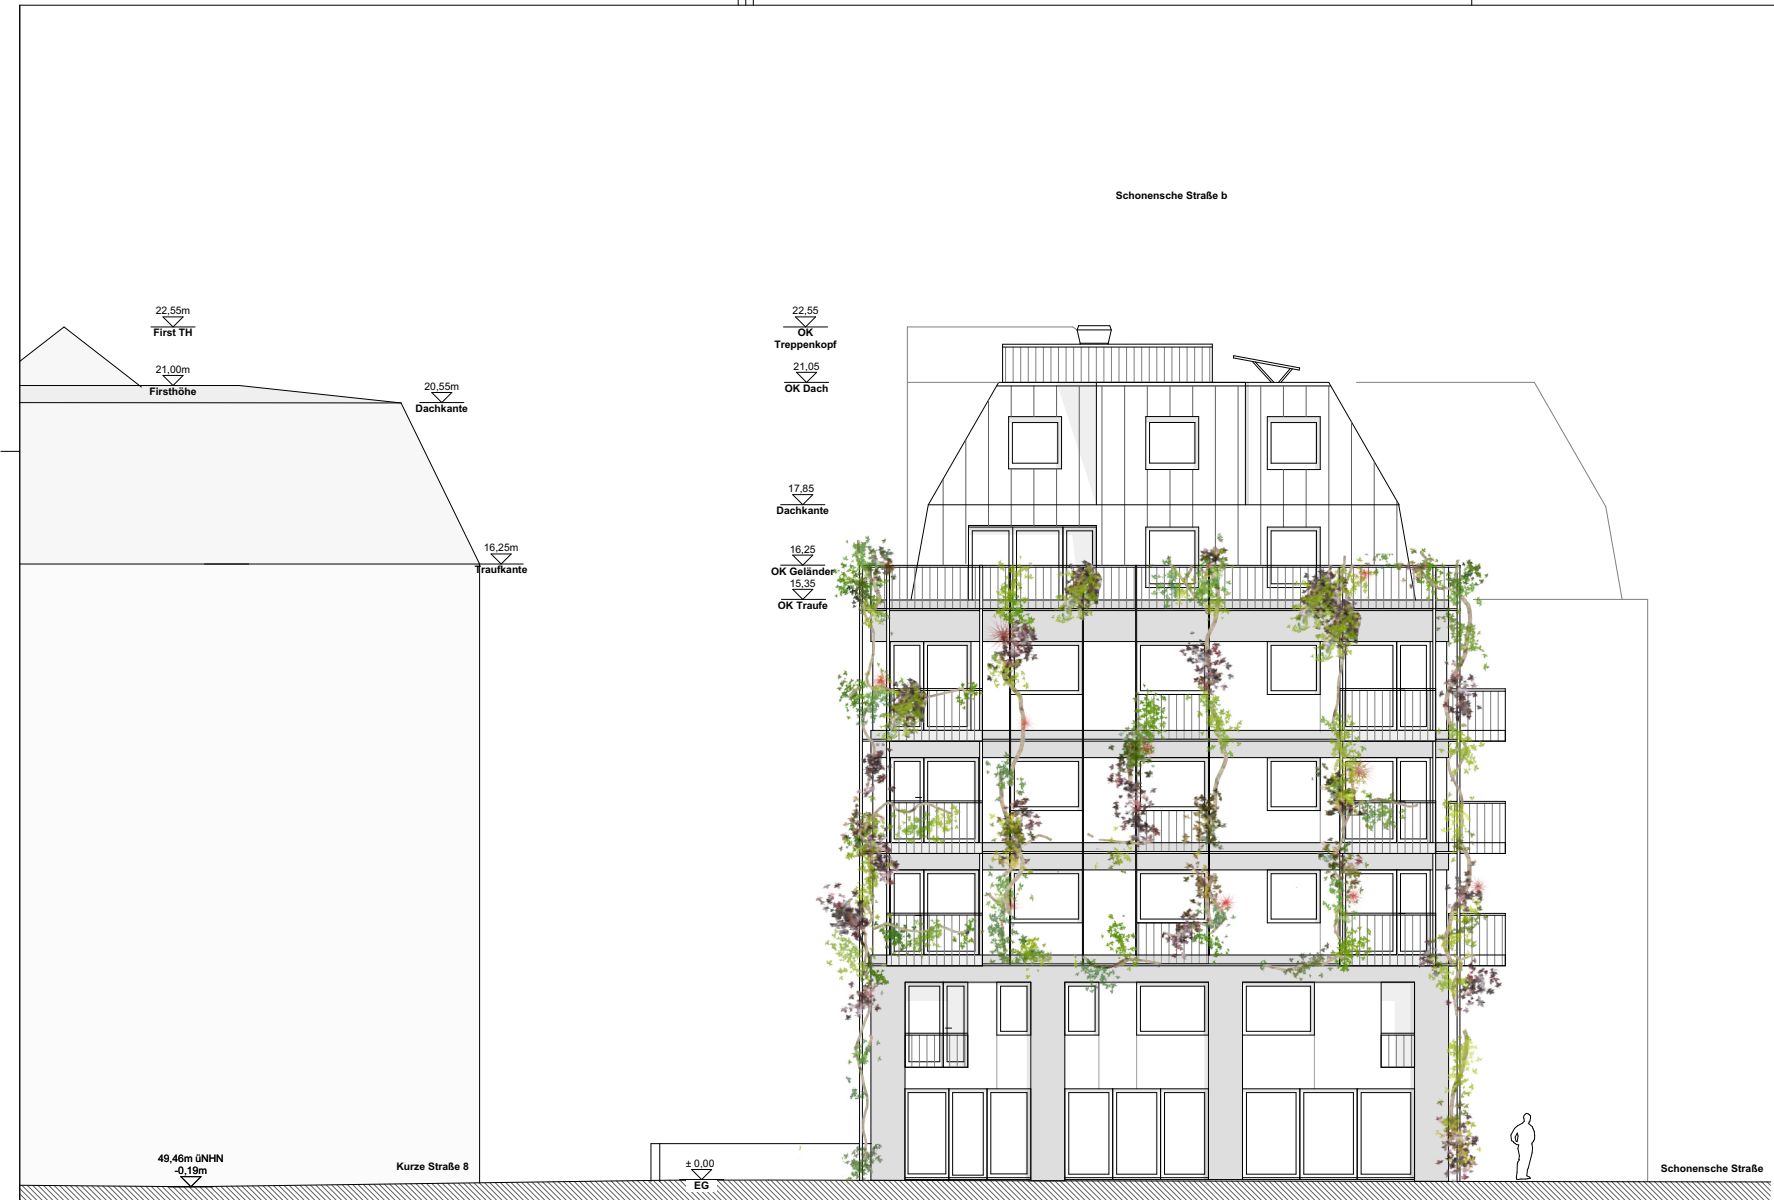 Schonensche Straße b
22,55m
First TH
21,00m
Firsthöhe
20,55m
Dachkante
16,25m
Traufkante
22,55
OK
Treppenkopf
21,05
OK Dach
17,85
Dachkante
16,25
OK Geländer
15,35
OK Traufe
49,46m üNHN
-0,19m
Kurze Straße 8
± 0,00
EG
Schonensche Straße